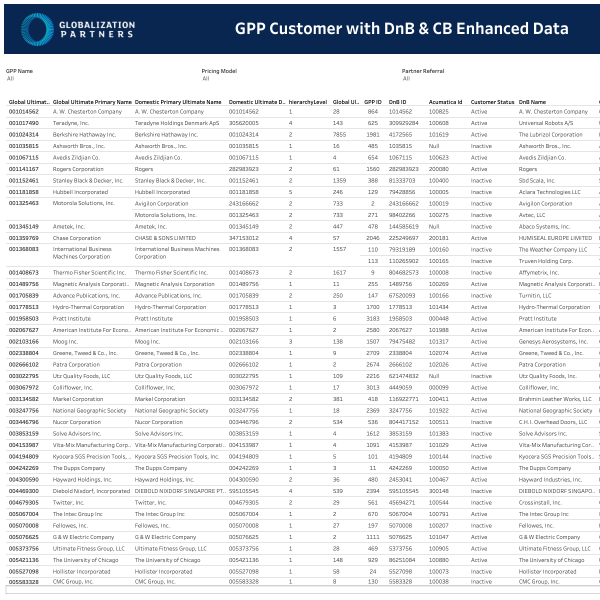 GLOBALIZATION
PARTNERS
GPP Customer with DnB & CB Enhanced Data
GPP Name Pricing Model Partner Referral
All All All
Global Ultimat.. Global Ultimate Primary Name Domestic Primary Ultimate Name Domestic Ultimate D.. hierarchyLevel Global Ul.. GPP ID DnB ID Acumatica Id Customer Status DnB Name
001014562 A. W. Chesterton Company A. W. Chesterton Company 001014562 1 28 864 1014562 100825 Active A. W. Chesterton Company
001017490 Teradyne, Inc. Teradyne Holdings Denmark ApS 305620005 4 143 625 309929284 100608 Active Universal Robots A/S
001024314 Berkshire Hathaway Inc. Berkshire Hathaway Inc. 001024314 2 7855 1981 4172565 101619 Active The Lubrizol Corporation
001035815 Ashworth Bros., Inc. Ashworth Bros., Inc. 001035815 1 16 485 1035815 Null Inactive Ashworth Bros., Inc.
001067115 Avedis Zildjian Co. Avedis Zildjian Co. 001067115 1 4 654 1067115 100623 Active Avedis Zildjian Co.
001141167 Rogers Corporation Rogers 282983923 2 61 1560 282983923 200080 Active Rogers
001152461 Stanley Black & Decker, Inc. Stanley Black & Decker, Inc. 001152461 2 1359 388 81333703 100400 Inactive Sbd Scala, Inc.
001181858 Hubbell Incorporated Hubbell Incorporated 001181858 5 246 129 79428856 100005 Inactive Aclara Technologies LLC
001325463 Motorola Solutions, Inc. Avigilon Corporation 243166662 2 733 2 243166662 100019 Inactive Avigilon Corporation
Motorola Solutions, Inc. 001325463 2 733 271 98402266 100275 Inactive Avtec, LLC
001345149 Ametek, Inc. Ametek, Inc. 001345149 2 447 478 144585619 Null Inactive Abaco Systems, Inc.
001359769 Chase Corporation CHASE & SONS LIMITED 347153012 4 57 2046 225249697 200181 Active HUMISEAL EUROPE LIMITED
001368083 International Business Machines Corporation International Business Machines Corporation 001368083 2 1557 110 79319189 100160 Inactive The Weather Company LLC
113 110265902 100165 Inactive Truven Holding Corp.
001408673 Thermo Fisher Scientific Inc. Thermo Fisher Scientific Inc. 001408673 2 1617 9 804682573 100008 Inactive Affymetrix, Inc.
001489756 Magnetic Analysis Corporati.. Magnetic Analysis Corporation 001489756 1 11 255 1489756 100269 Active Magnetic Analysis Corporation
001705839 Advance Publications, Inc. Advance Publications, Inc. 001705839 2 250 147 67520093 100166 Inactive Turnitin, LLC
001778513 Hydro-Thermal Corporation Hydro-Thermal Corporation 001778513 1 3 1700 1778513 101434 Active Hydro-Thermal Corporation
001958503 Pratt Institute Pratt Institute 001958503 1 6 3183 1958503 000448 Active Pratt Institute
002067627 American Institute For Econo.. American Institute For Economic .. 002067627 1 2 2580 2067627 101988 Active American Institute For Econom..
002103166 Moog Inc. Moog Inc. 002103166 3 138 1507 79475482 101317 Active Genesys Aerosystems, Inc.
002338804 Greene, Tweed & Co., Inc. Greene, Tweed & Co., Inc. 002338804 1 9 2709 2338804 102074 Active Greene, Tweed & Co., Inc.
002666102 Patra Corporation Patra Corporation 002666102 1 2 2674 2666102 102026 Active Patra Corporation
003022795 Utz Quality Foods, LLC Utz Quality Foods, LLC 003022795 1 109 2216 621474832 Null Inactive Utz Quality Foods, Inc.
003067972 Colliflower, Inc. Colliflower, Inc. 003067972 1 17 3013 4449059 000099 Active Colliflower, Inc.
003134582 Markel Corporation Markel Corporation 003134582 2 381 418 116922771 100411 Active Brahmin Leather Works, LLC
003247756 National Geographic Society National Geographic Society 003247756 1 18 2369 3247756 101922 Active National Geographic Society
003446796 Nucor Corporation Nucor Corporation 003446796 2 534 536 804417152 100511 Inactive C.H.I. Overhead Doors, LLC
003853159 Solve Advisors Inc. Solve Advisors Inc. 003853159 1 4 1612 3853159 101383 Inactive Solve Advisors Inc.
004153987 Vita-Mix Manufacturing Cor.. Vita-Mix Manufacturing Corporati.. 004153987 1 4 1091 4153987 101029 Active Vita-Mix Manufacturing Corpor..
004194809 Kyocera SGS Precision Tools,.. Kyocera SGS Precision Tools, Inc. 004194809 1 5 101 4194809 100144 Inactive Kyocera SGS Precision Tools, I..
004242269 The Dupps Company The Dupps Company 004242269 1 3 11 4242269 100050 Active The Dupps Company
004300590 Hayward Holdings, Inc. Hayward Holdings, Inc. 004300590 2 36 480 2453041 100467 Active Hayward Industries, Inc.
004469300 Diebold Nixdorf, Incorporated DIEBOLD NIXDORF SINGAPORE PT.. 595105545 4 539 2394 595105545 300148 Inactive DIEBOLD NIXDORF SINGAPO..
004679305 Twitter, Inc. Twitter, Inc. 004679305 2 29 561 45694271 100544 Inactive Crossinstall, Inc.
005067004 The Intec Group Inc The Intec Group Inc 005067004 1 2 670 5067004 100791 Active The Intec Group Inc
005070008 Fellowes, Inc. Fellowes, Inc. 005070008 1 27 197 5070008 100207 Inactive Fellowes, Inc.
005076625 G & W Electric Company G & W Electric Company 005076625 1 2 1111 5076625 101047 Active G & W Electric Company
005373756 Ultimate Fitness Group, LLC Ultimate Fitness Group, LLC 005373756 1 28 469 5373756 100905 Active Ultimate Fitness Group, LLC
005421136 The University of Chicago The University of Chicago 005421136 1 148 929 86251084 100880 Active The University of Chicago
005527098 Hollister Incorporated Hollister Incorporated 005527098 1 58 24 5527098 100073 Inactive Hollister Incorporated
005583328 CMC Group, Inc. CMC Group, Inc. 005583328 1 8 130 5583328 100038 Inactive CMC Group, Inc.